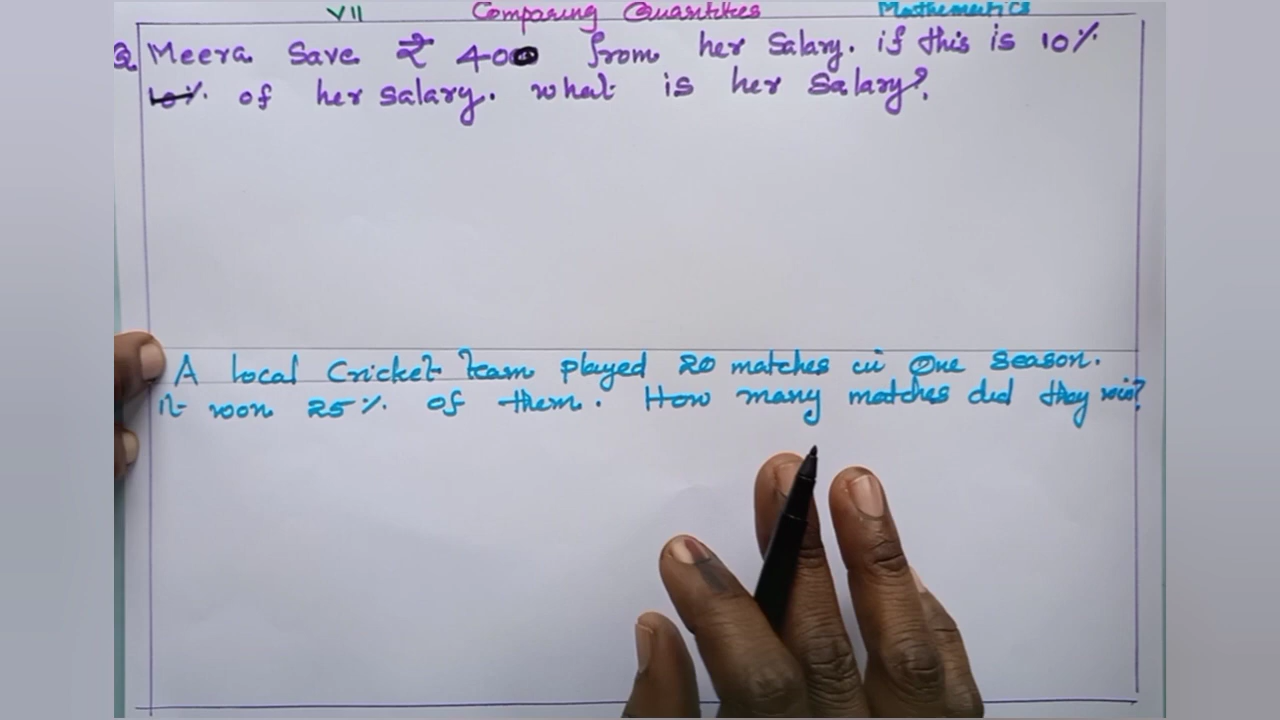 VII Comparing Quantities Mathematics
Q Meera Save ₹ 400 from her Salary. if this is 10%
10% of her salary. what is her Salary?
A local Cricket team played 20 matches in One Season.
it won 25% of them. How many matches did they win?